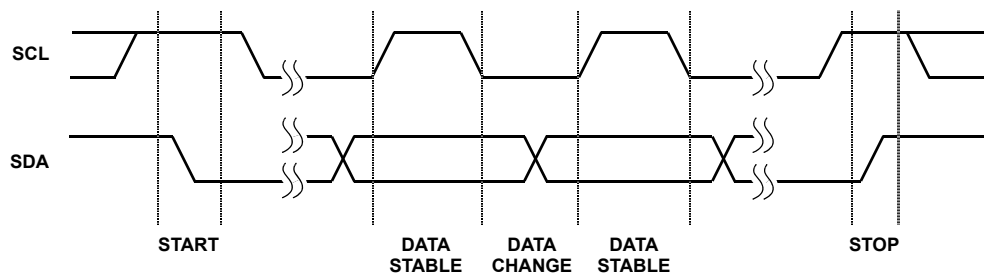 SCL
SDA
START
DATA
STABLE
DATA
CHANGE
DATA
STABLE
STOP